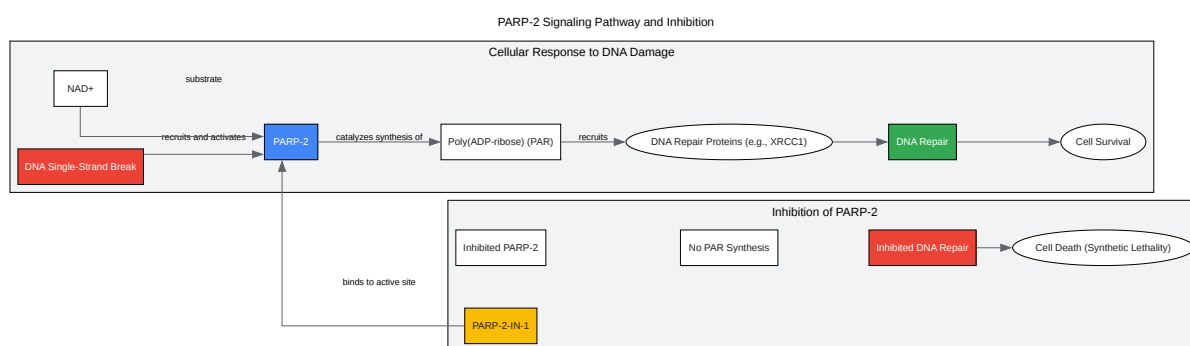 PARP-2 Signaling Pathway and Inhibition
Cellular Response to DNA Damage
NAD+
substrate
recruits and activates
DNA Single-Strand Break
PARP-2
catalyzes synthesis of
Poly(ADP-ribose) (PAR)
recruits
DNA Repair Proteins (e.g., XRCC1)
DNA Repair
Cell Survival
Inhibition of PARP-2
Inhibited PARP-2
No PAR Synthesis
Inhibited DNA Repair
Cell Death (Synthetic Lethality)
binds to active site
PARP-2-IN-1